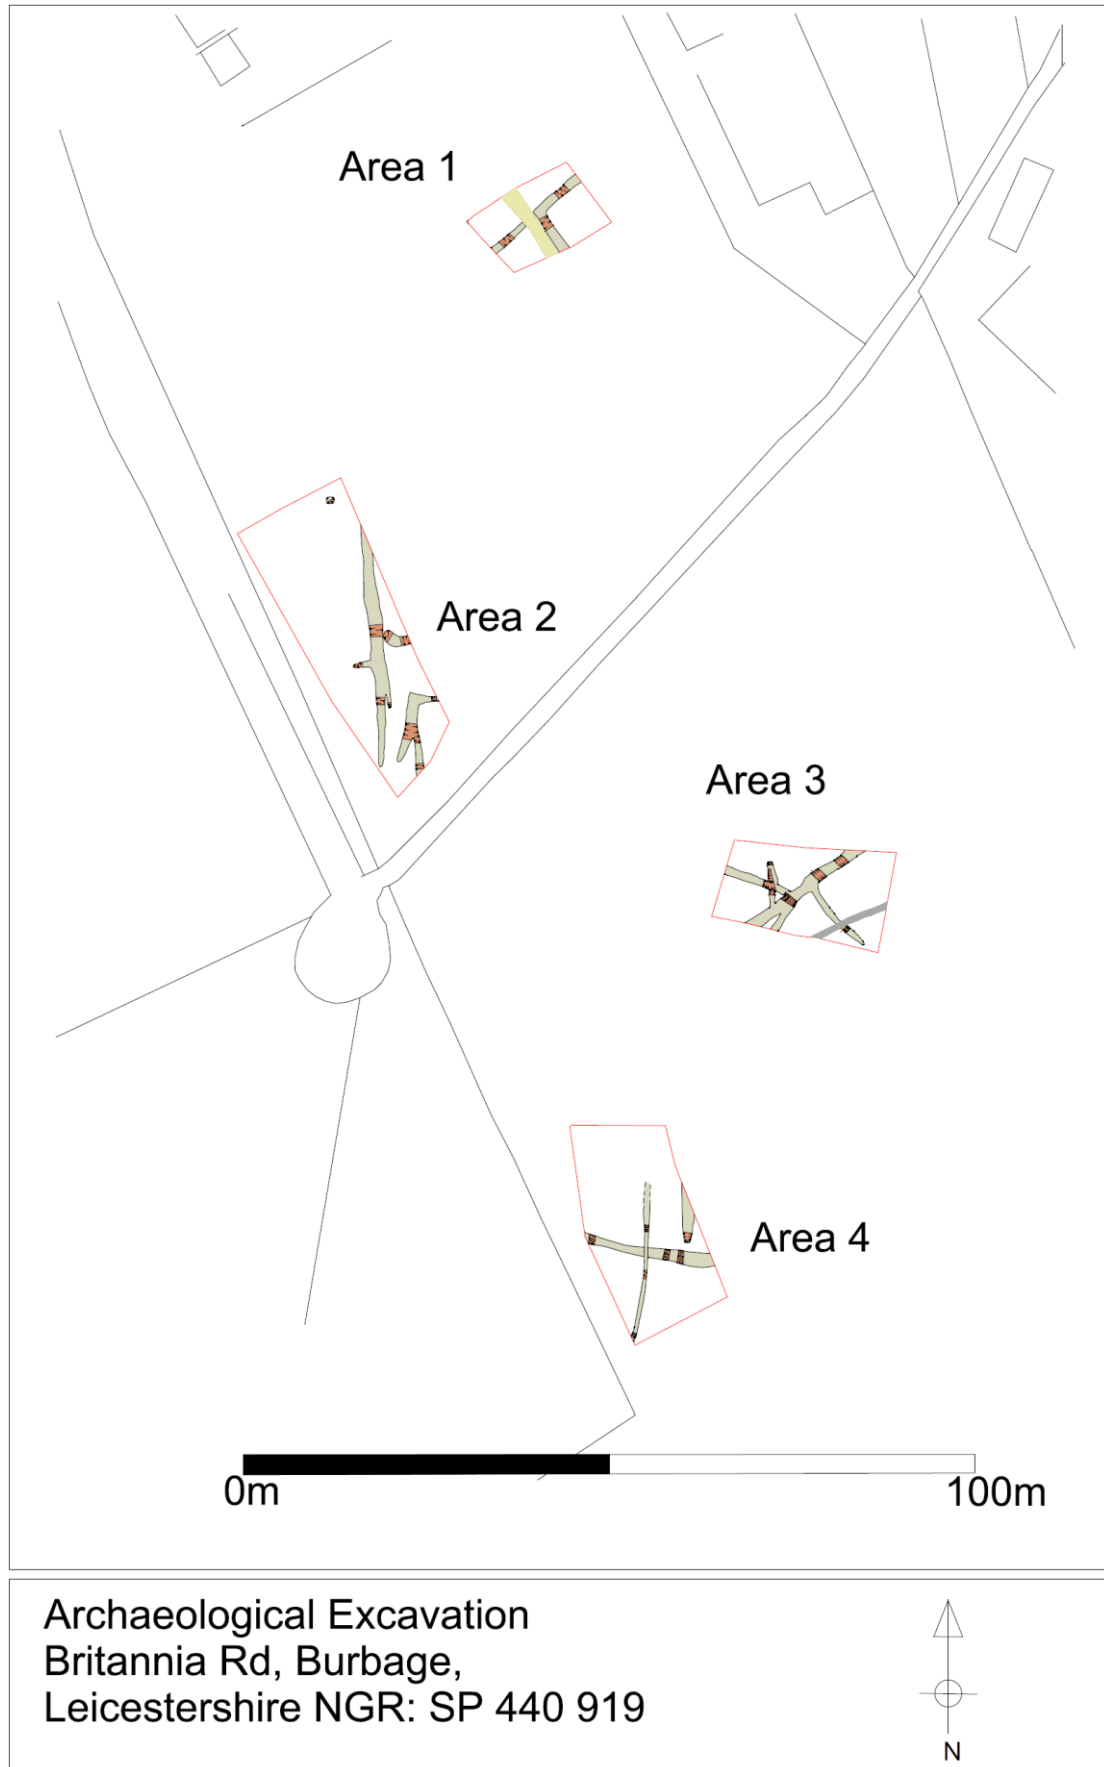 Area 1
Area 2
Area 3
Area 4
0m
100m
Archaeological Excavation
Britannia Rd, Burbage,
Leicestershire NGR: SP 440 919
N